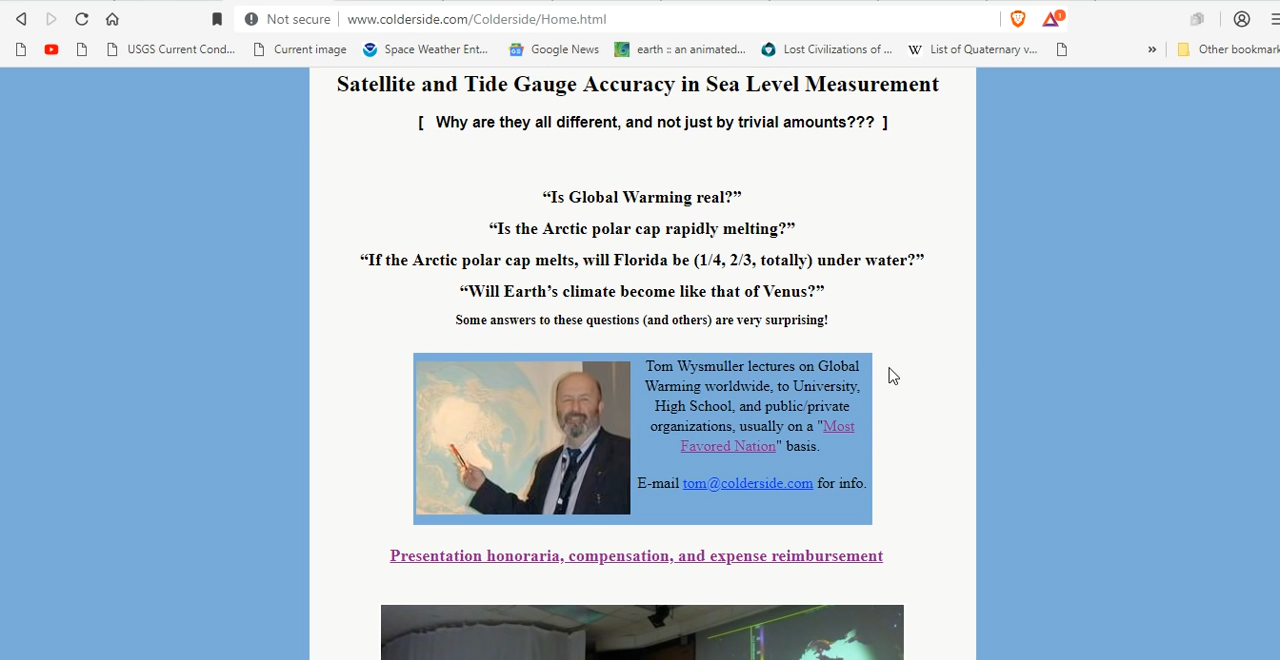 Not secure www.colderside.com/Colderside/Home.html 1
USGS Current Cond... Current image Space Weather Ent... Google News earth :: an animated... Lost Civilizations of ... W List of Quaternary v... » Other bookmark
Satellite and Tide Gauge Accuracy in Sea Level Measurement
[ Why are they all different, and not just by trivial amounts??? ]
“Is Global Warming real?”
“Is the Arctic polar cap rapidly melting?”
“If the Arctic polar cap melts, will Florida be (1/4, 2/3, totally) under water?”
“Will Earth’s climate become like that of Venus?”
Some answers to these questions (and others) are very surprising!
Tom Wysmuller lectures on Global
Warming worldwide, to University,
High School, and public/private
organizations, usually on a "Most
Favored Nation" basis.
E-mail tom@colderside.com for info.
Presentation honoraria, compensation, and expense reimbursement